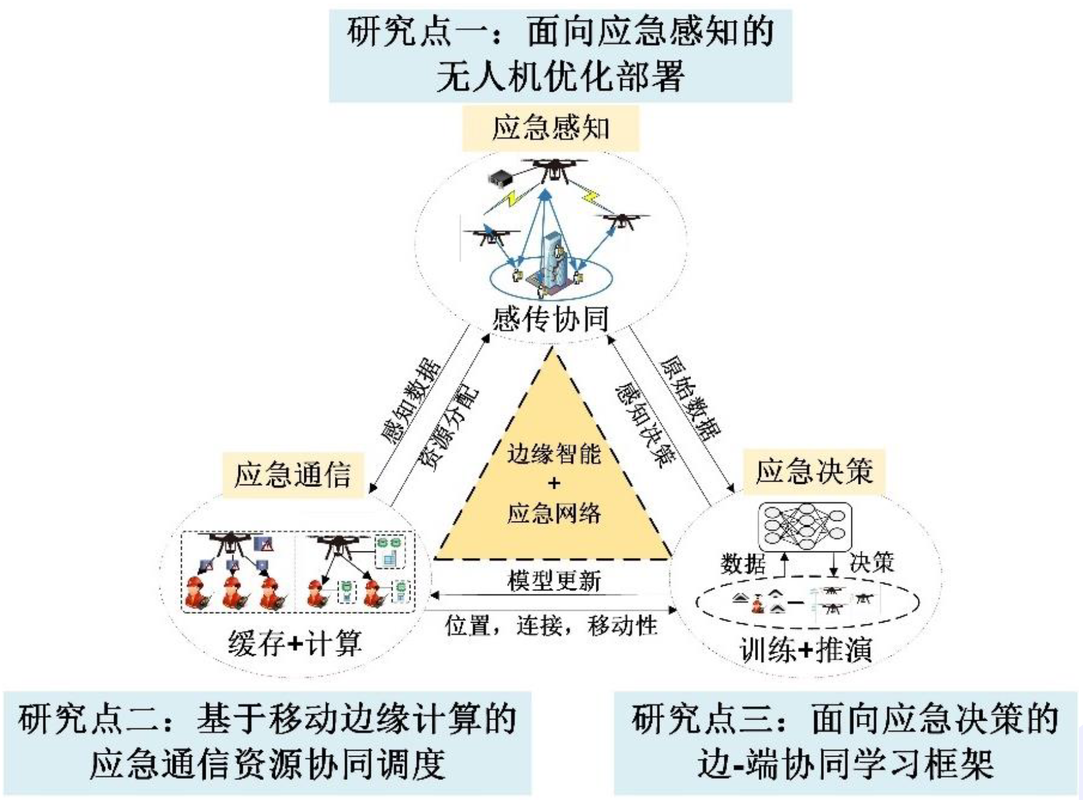 研究点一：面向应急感知的
无人机优化部署
应急感知
感传协同
感知数据
资源分配
感知决策
原始数据
边缘智能
+
应急网络
应急通信
缓存+计算
应急决策
数据
决策
训练+推演
模型更新
位置，连接，移动性
研究点二：基于移动边缘计算的
应急通信资源协同调度
研究点三：面向应急决策的
边-端协同学习框架